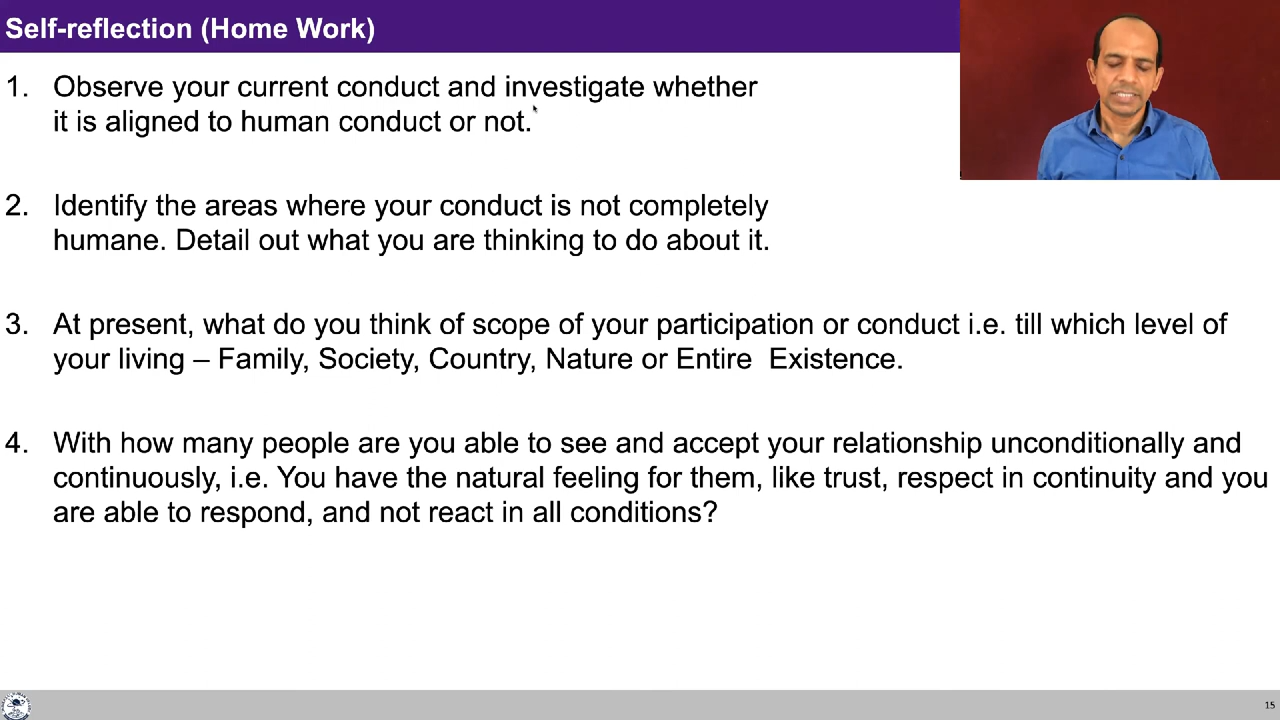 Self-reflection (Home Work)
1. Observe your current conduct and investigate whether
it is aligned to human conduct or not.
2. Identify the areas where your conduct is not completely
humane. Detail out what you are thinking to do about it.
3. At present, what do you think of scope of your participation or conduct i.e. till which level of
your living – Family, Society, Country, Nature or Entire Existence.
4. With how many people are you able to see and accept your relationship unconditionally and
continuously, i.e. You have the natural feeling for them, like trust, respect in continuity and you
are able to respond, and not react in all conditions?
15